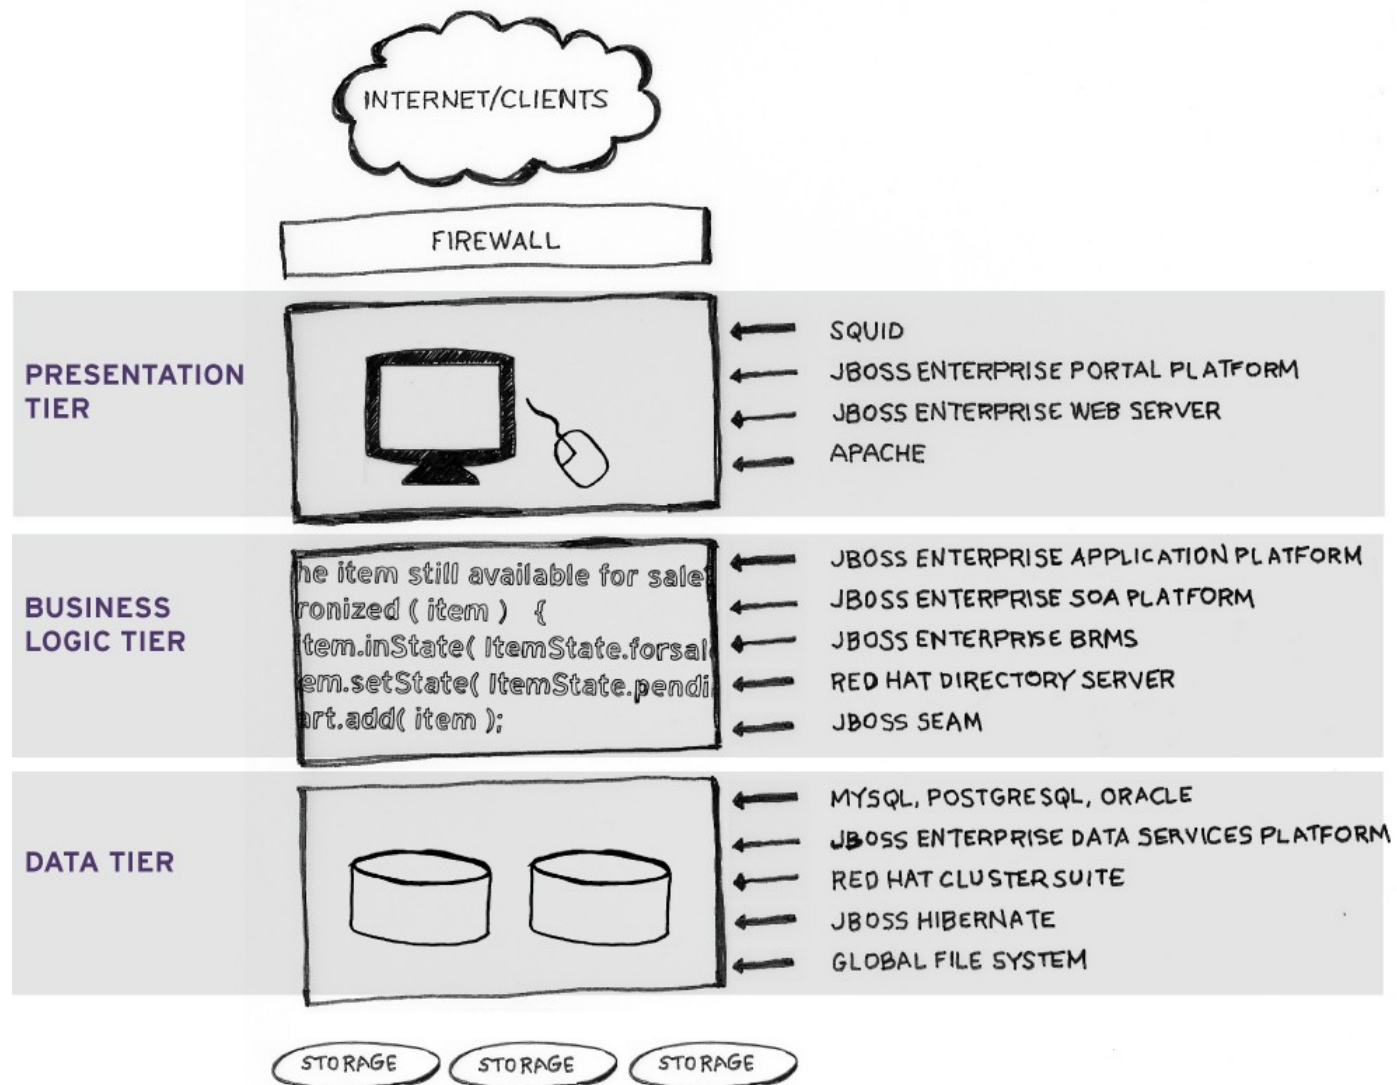 INTERNET/CLIENTS
FIREWALL
PRESENTATION
TIER
SQUID
JBOSS ENTERPRISE PORTAL PLATFORM
JBOSS ENTERPRISE WEB SERVER
APACHE
BUSINESS
LOGIC TIER
he item still available for sale
ronized ( item ) {
tem.inState( ItemState.forsal
em.setState( ItemState.pendi
art.add( item );
JBOSS ENTERPRISE APPLICATION PLATFORM
JBOSS ENTERPRISE SOA PLATFORM
JBOSS ENTERPRISE BRMS
RED HAT DIRECTORY SERVER
JBOSS SEAM
DATA TIER
MYSQL, POSTGRESQL, ORACLE
JBOSS ENTERPRISE DATA SERVICES PLATFORM
RED HAT CLUSTER SUITE
JBOSS HIBERNATE
GLOBAL FILE SYSTEM
STORAGE STORAGE STORAGE